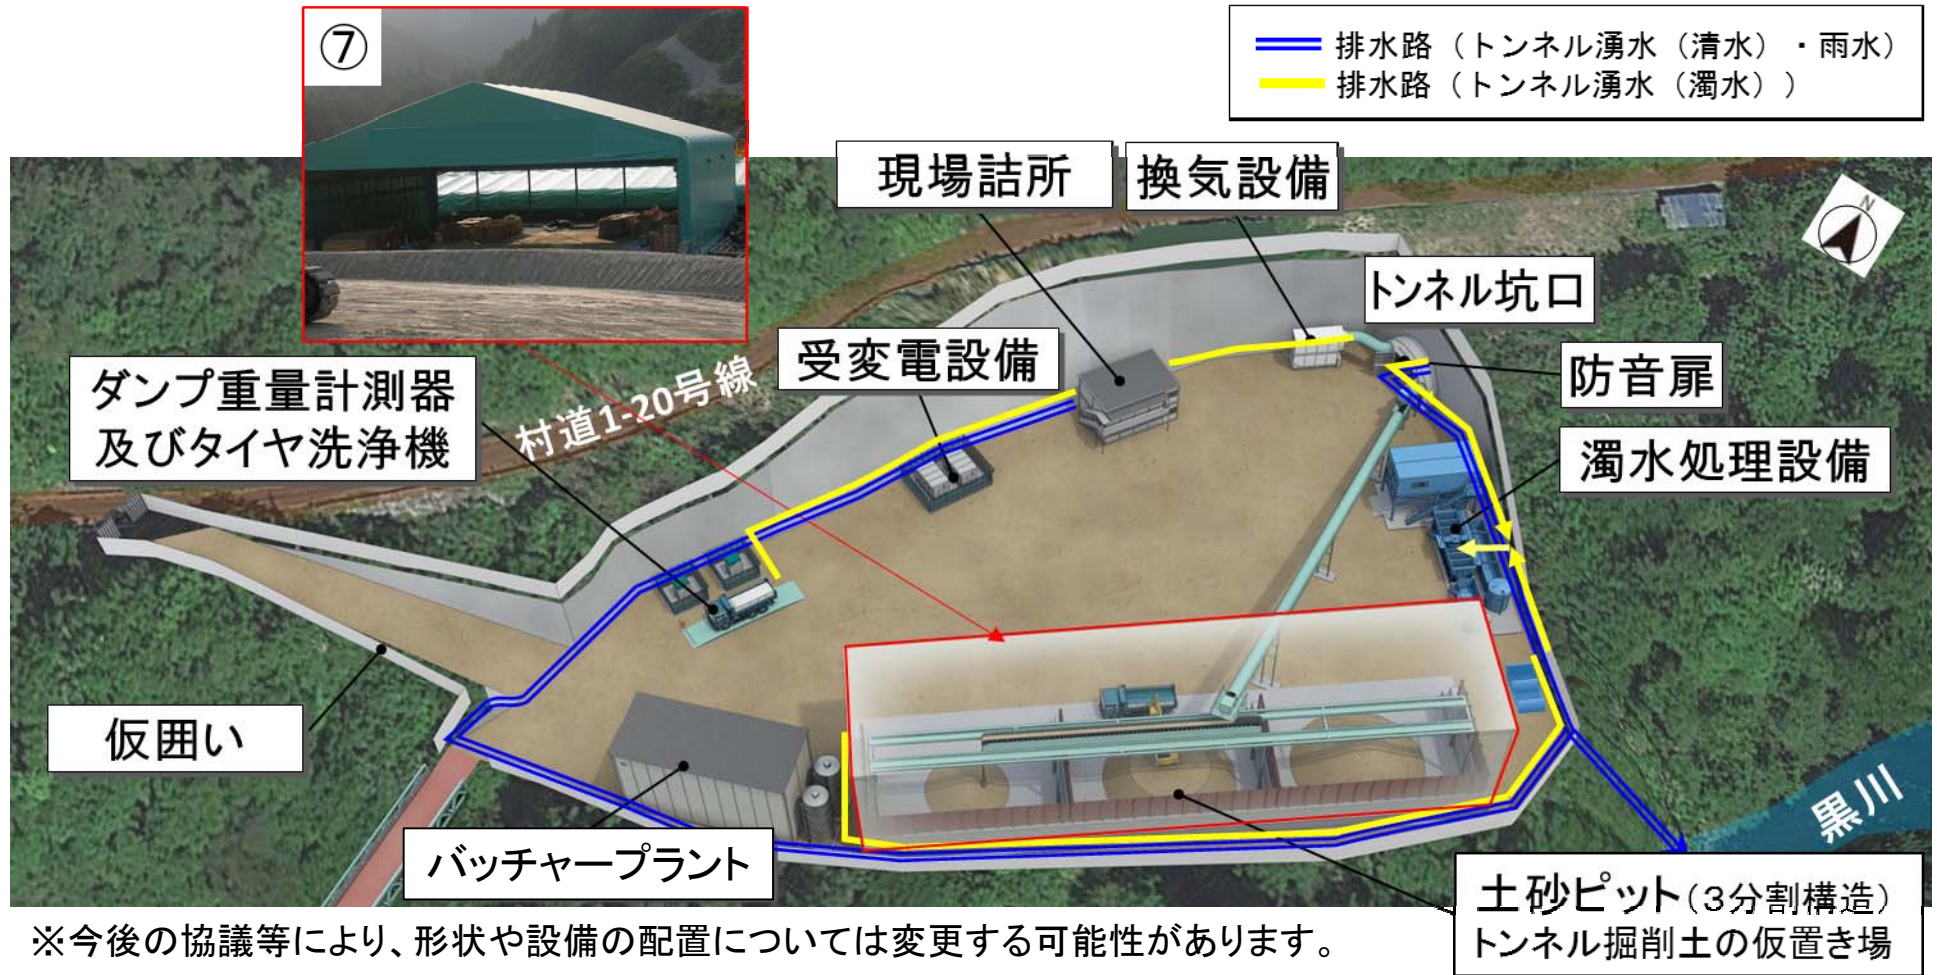 ⑦
排水路（トンネル湧水（清水）・雨水）
排水路（トンネル湧水（濁水））
現場詰所
換気設備
N
トンネル坑口
受変電設備
防音扉
ダンプ重量計測器
及びタイヤ洗浄機
村道1-20号線
濁水処理設備
仮囲い
黒川
バッチャープラント
土砂ピット（３分割構造）
トンネル掘削土の仮置き場
※今後の協議等により、形状や設備の配置については変更する可能性があります。